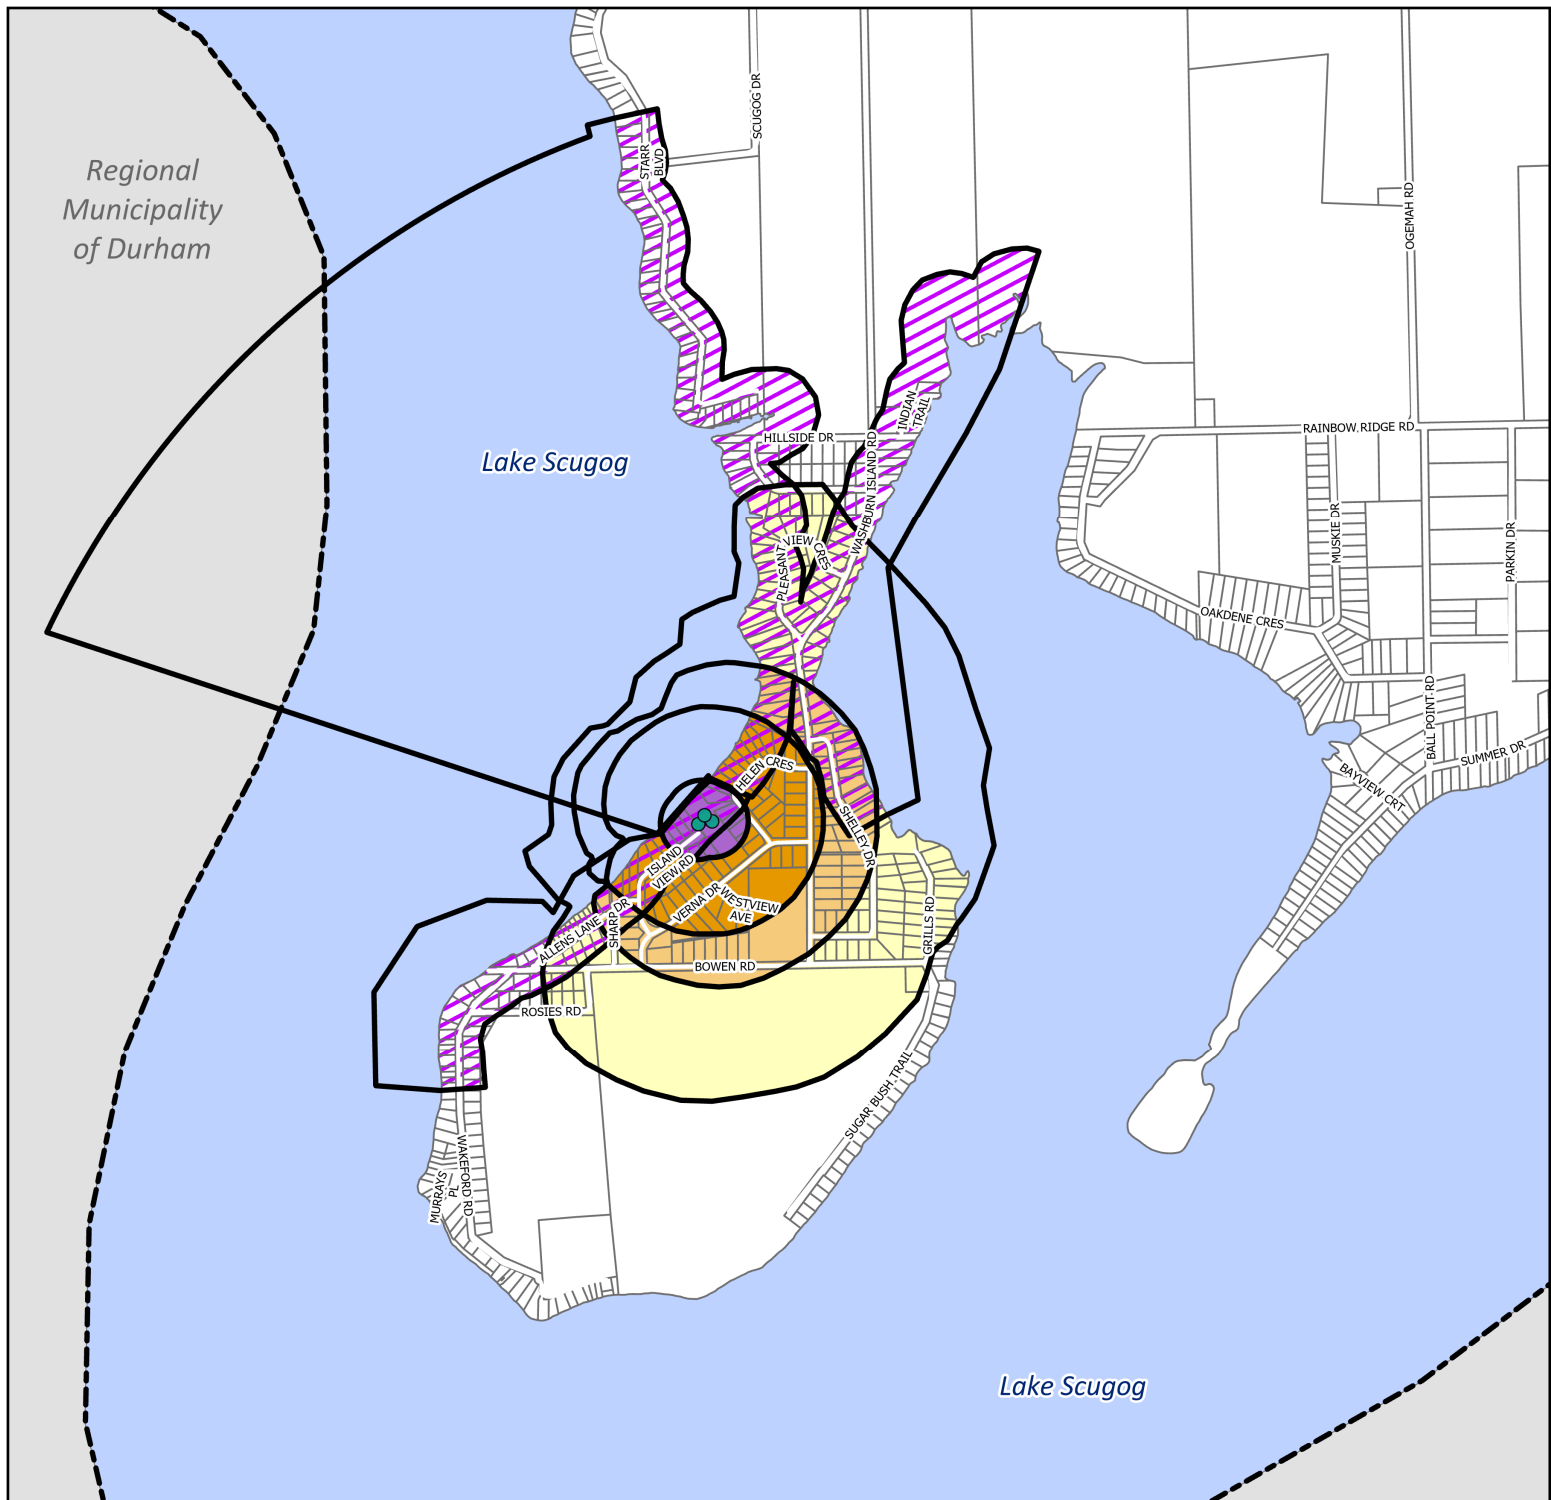 SCUGOG DR
Regional
Municipality
of Durham
STARR
BLVD
OGEMAH RD
INDIAN
TRAIL
RAINBOW RIDGE RD
HILLSIDE DR
Lake Scugog
WASHBURN ISLAND RD
MUSKIE DR
PARKIN DR
PLEASANT
VIEW CRES
OAKDENE CRES
BALL POINT RD
SUMMER DR
BAYVIEW CRT
HELEN CRES
SHELLEY DR
ISLAND
VIEW RD
VERNA DR
WESTVIEW
AVE
SHARP
DR
ALLENS LANE
GRILLS RD
BOWEN RD
ROSIES RD
SUGAR BUSH TRAIL
WAKEFORD RD
MURRAYS
PL
Lake Scugog